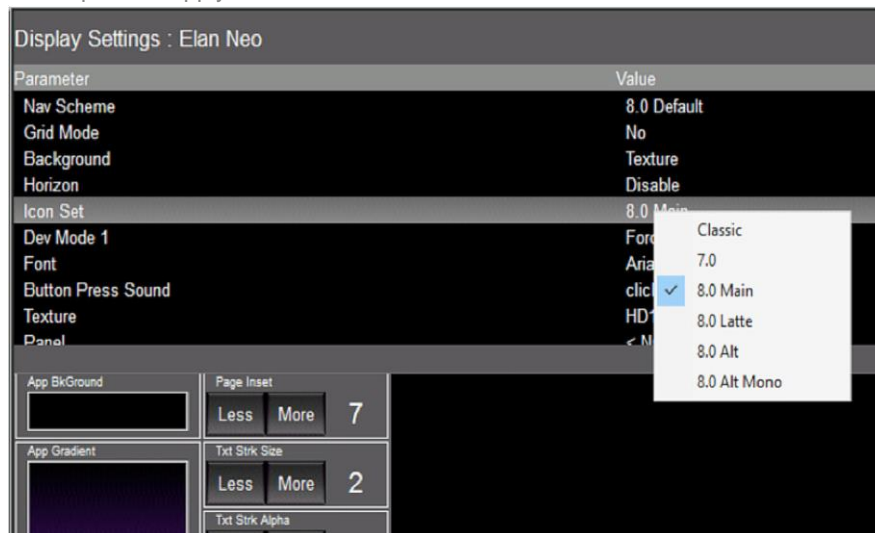 Display Settings : Elan Neo
Parameter Value
Nav Scheme 8.0 Default
Grid Mode No
Background Texture
Horizon Disable
Icon Set 8.0 Main
Dev Mode 1
Font
Button Press Sound
Texture
Panel
Classic
7.0
8.0 Main
8.0 Latte
8.0 Alt
8.0 Alt Mono
App BkGround
Page Inset
Less More 7
App Gradient
Txt Strk Size
Less More 2
Txt Strk Alpha